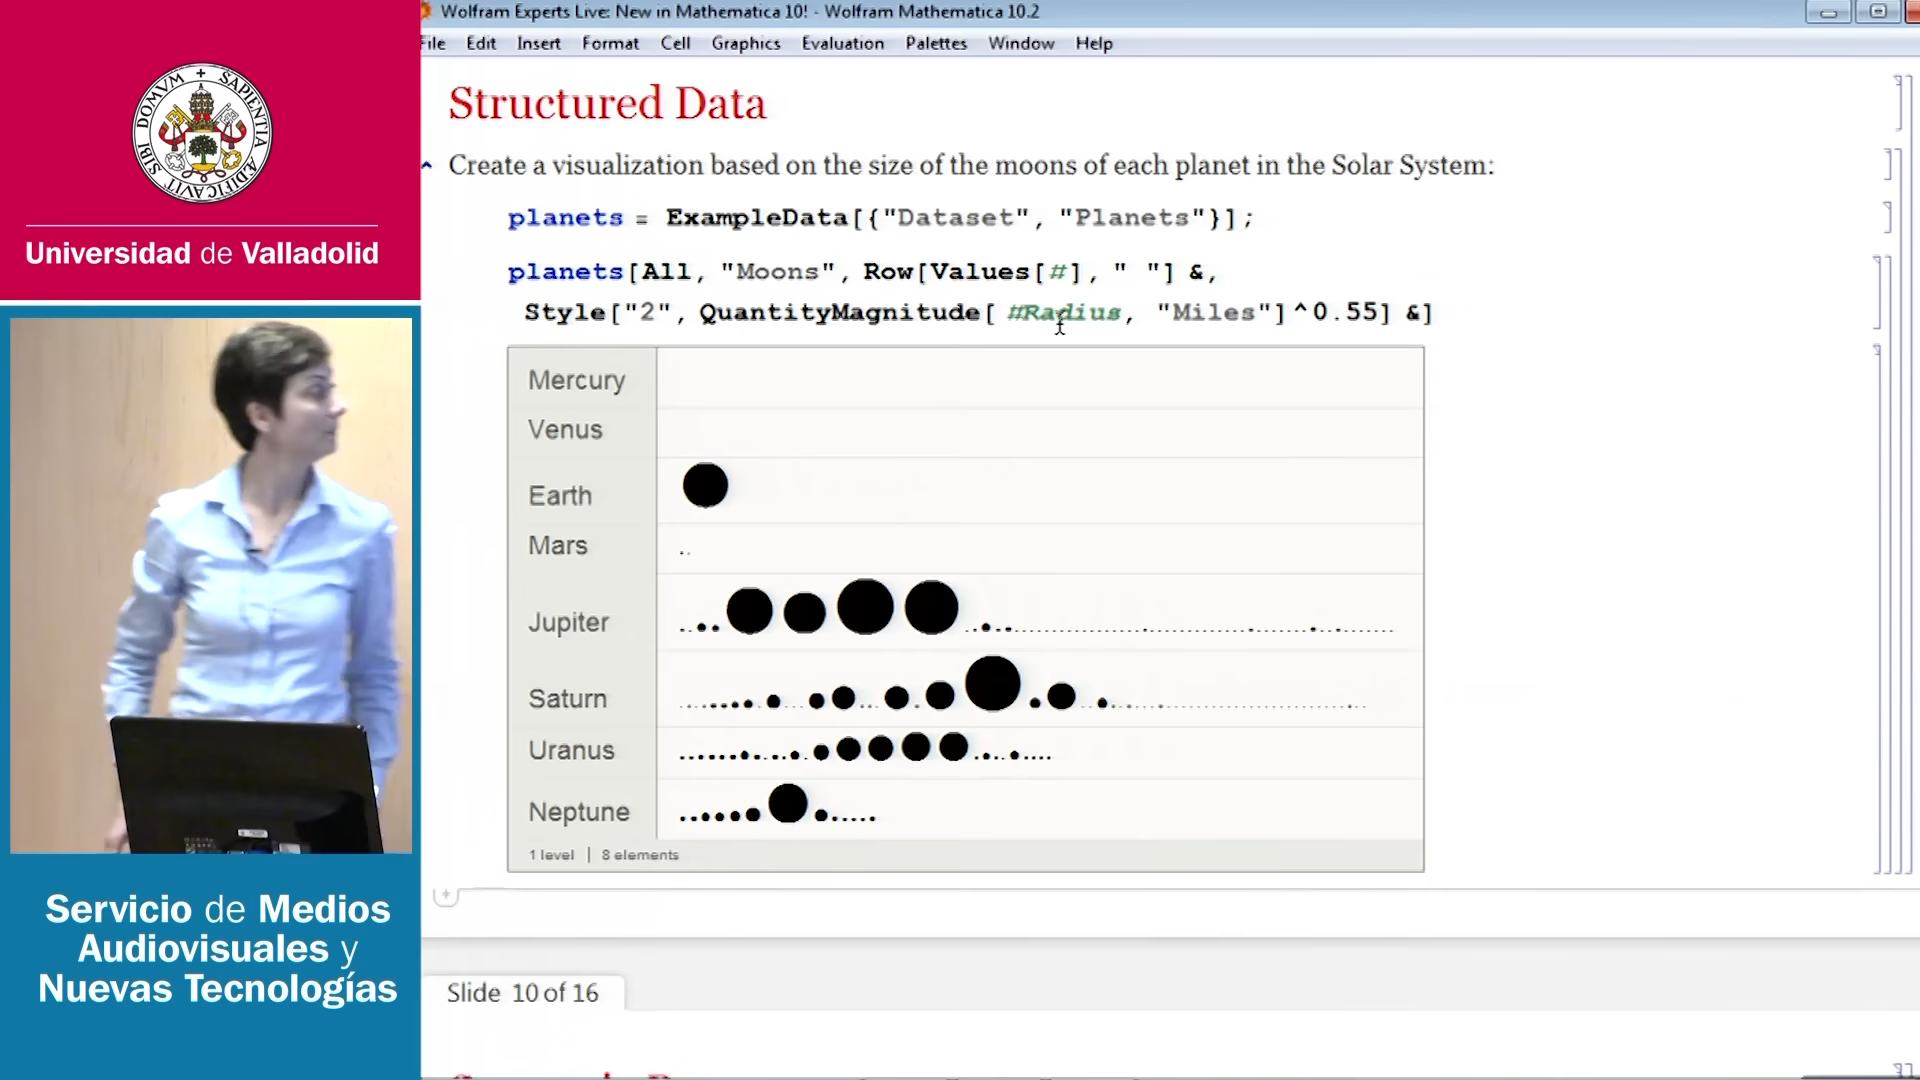 Wolfram Experts Live: New in Mathematica 10! - Wolfram Mathematica 10.2
File Edit Insert Format Cell Graphics Evaluation Palettes Window Help
SIBI DOMVM + SAPIENTIA ÆDIFICAVIT
Universidad de Valladolid
Structured Data
Create a visualization based on the size of the moons of each planet in the Solar System:
planets = ExampleData[{"Dataset", "Planets"}];
planets[All, "Moons", Row[Values[#], " "] &,
Style["2", QuantityMagnitude[ #Radius, "Miles"]^0.55] &]
Mercury
Venus
Earth
Mars
Jupiter
Saturn
Uranus
Neptune
1 level | 8 elements
Slide 10 of 16
Servicio de Medios
Audiovisuales y
Nuevas Tecnologías